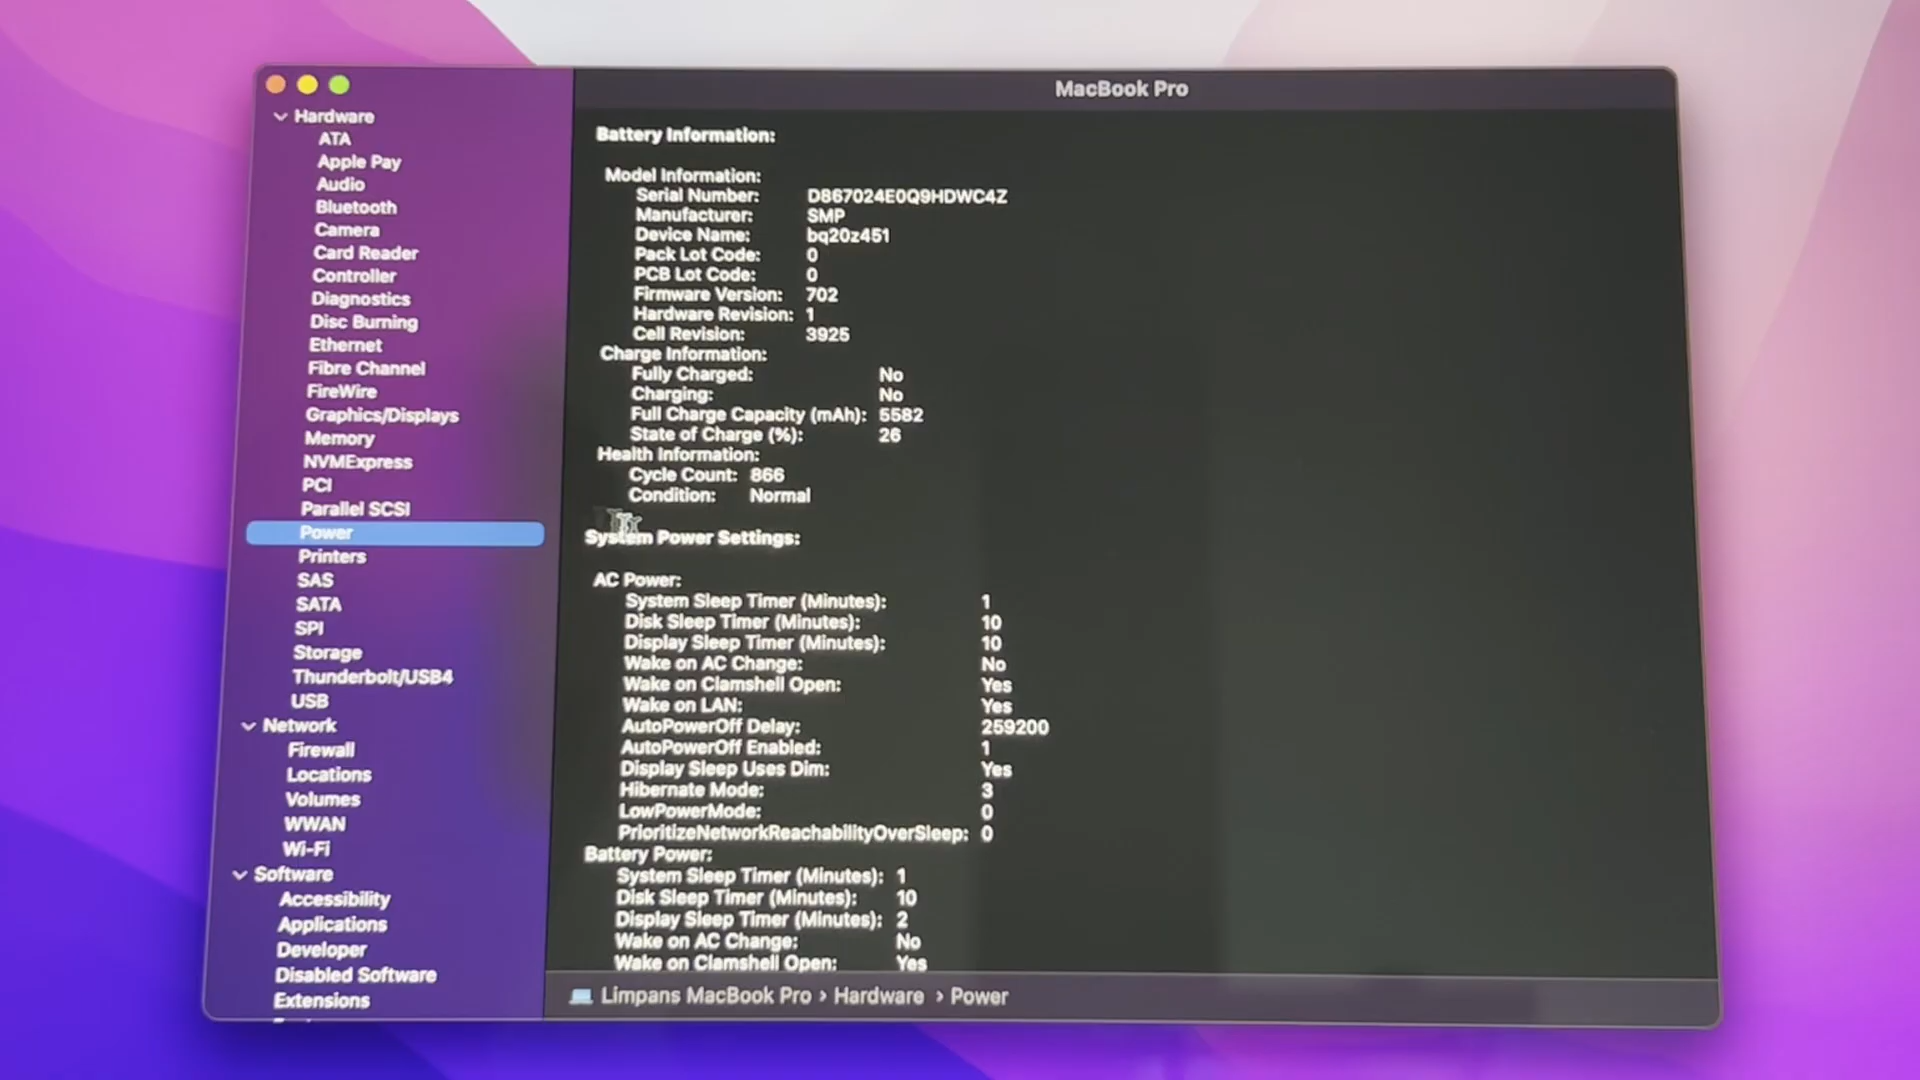 MacBook Pro
Hardware
ATA
Apple Pay
Audio
Bluetooth
Camera
Card Reader
Controller
Diagnostics
Disc Burning
Ethernet
Fibre Channel
FireWire
Graphics/Displays
Memory
NVMExpress
PCI
Parallel SCSI
Power
Printers
SAS
SATA
SPI
Storage
Thunderbolt/USB4
USB
Network
Firewall
Locations
Volumes
WWAN
Wi-Fi
Software
Accessibility
Applications
Developer
Disabled Software
Extensions
Battery Information:
Model Information:
Serial Number: D867024E0Q9HDWC4Z
Manufacturer: SMP
Device Name: bq20z451
Pack Lot Code: 0
PCB Lot Code: 0
Firmware Version: 702
Hardware Revision: 1
Cell Revision: 3925
Charge Information:
Fully Charged: No
Charging: No
Full Charge Capacity (mAh): 5582
State of Charge (%): 26
Health Information:
Cycle Count: 866
Condition: Normal
System Power Settings:
AC Power:
System Sleep Timer (Minutes): 1
Disk Sleep Timer (Minutes): 10
Display Sleep Timer (Minutes): 10
Wake on AC Change: No
Wake on Clamshell Open: Yes
Wake on LAN: Yes
AutoPowerOff Delay: 259200
AutoPowerOff Enabled: 1
Display Sleep Uses Dim: Yes
Hibernate Mode: 3
LowPowerMode: 0
PrioritizeNetworkReachabilityOverSleep: 0
Battery Power:
System Sleep Timer (Minutes): 1
Disk Sleep Timer (Minutes): 10
Display Sleep Timer (Minutes): 2
Wake on AC Change: No
Wake on Clamshell Open: Yes
Limpans MacBook Pro › Hardware › Power